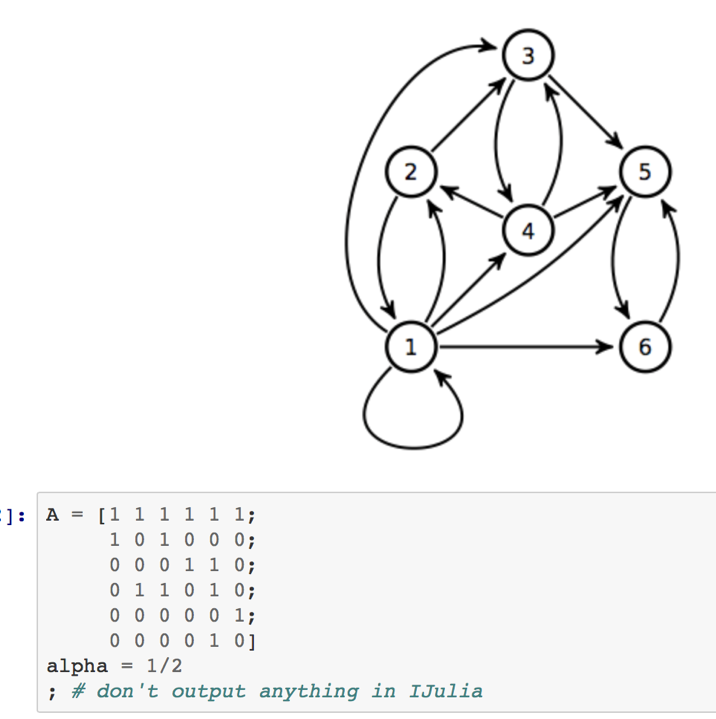 3
2
5
4
1
6
]: A = [1 1 1 1 1 1;
1 0 1 0 0 0;
0 0 0 1 1 0;
0 1 1 0 1 0;
0 0 0 0 0 1;
0 0 0 0 1 0]
alpha = 1/2
; # don't output anything in IJulia